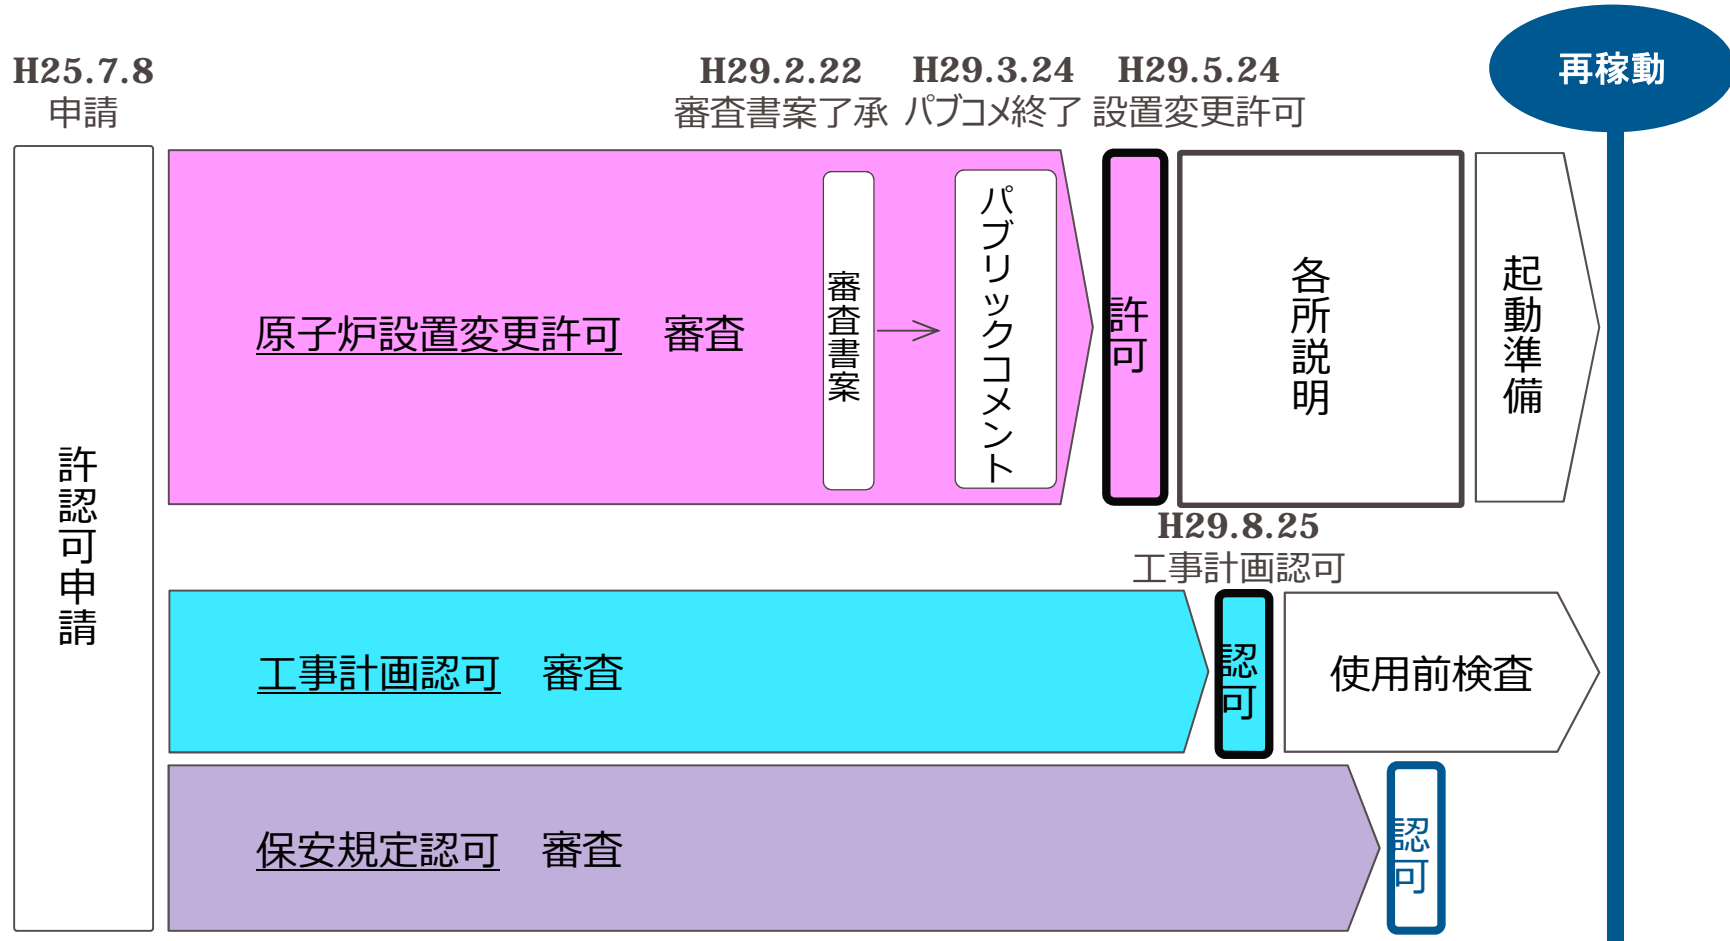 H25.7.8
申請
H29.2.22
審査書案了承
H29.3.24
パブコメ終了
H29.5.24
設置変更許可
再稼動
許認可申請
原子炉設置変更許可　審査
審査書案
パブリックコメント
許可
各所説明
起動準備
H29.8.25
工事計画認可
工事計画認可　審査
認可
使用前検査
保安規定認可　審査
認可